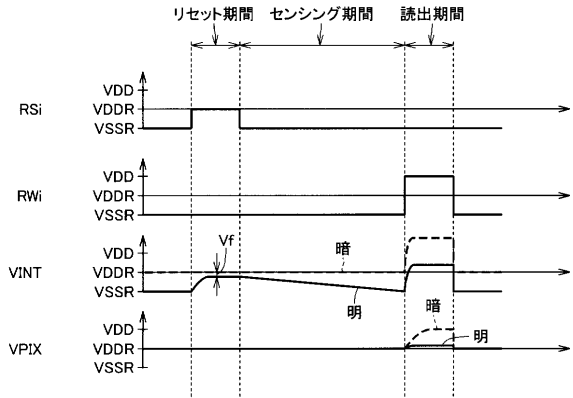 リセット期間 センシング期間 読出期間
VDD
RSi VDDR
VSSR
VDD
RWi VDDR
VSSR
Vf 暗
VDD
VINT VDDR
VSSR
明
VDD 暗
VPIX VDDR 明
VSSR